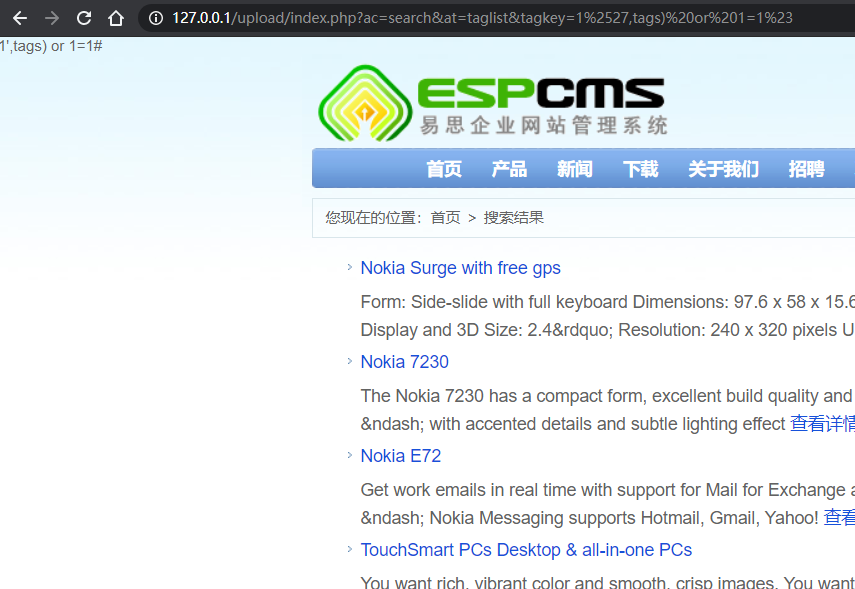 127.0.0.1/upload/index.php?ac=search&at=taglist&tagkey=1%2527,tags)%20or%201=1%23
1',tags) or 1=1#
ESPCMS
易思企业网站管理系统
首页 产品 新闻 下载 关于我们 招聘
您现在的位置：首页 > 搜索结果
Nokia Surge with free gps
Form: Side-slide with full keyboard Dimensions: 97.6 x 58 x 15.6
Display and 3D Size: 2.4&rdquo; Resolution: 240 x 320 pixels U
Nokia 7230
The Nokia 7230 has a compact form, excellent build quality and
&ndash; with accented details and subtle lighting effect 查看详情
Nokia E72
Get work emails in real time with support for Mail for Exchange a
&ndash; Nokia Messaging supports Hotmail, Gmail, Yahoo! 查看
TouchSmart PCs Desktop & all-in-one PCs
You want rich, vibrant color and smooth, crisp images. You want